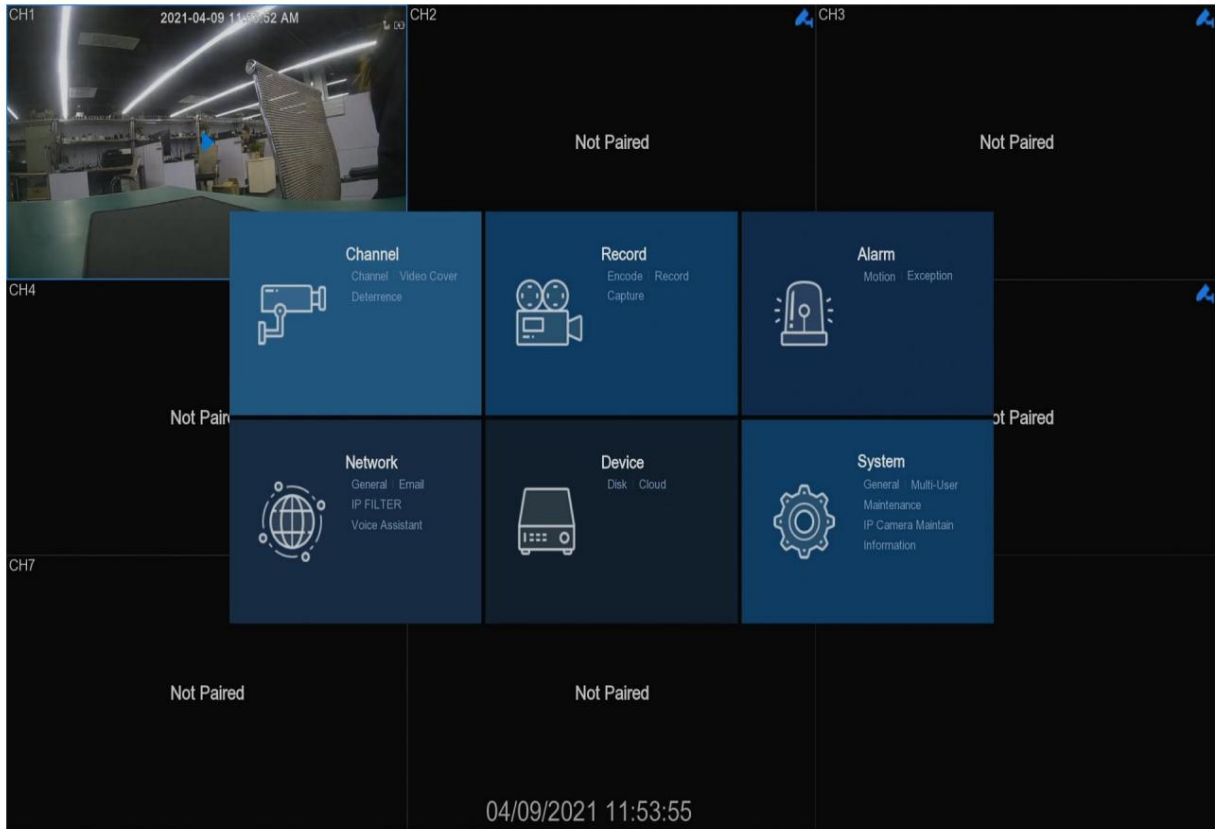 CH1
2021-04-09 11:53:52 AM
CH2
CH3
Not Paired
Not Paired
Channel
Channel | Video Cover
Deterrence
Record
Encode | Record
Capture
Alarm
Motion | Exception
CH4
Not Pair
ot Paired
Network
General | Email
IP FILTER
Voice Assistant
Device
Disk | Cloud
System
General | Multi-User
Maintenance
IP Camera Maintain
Information
CH7
Not Paired
Not Paired
04/09/2021 11:53:55